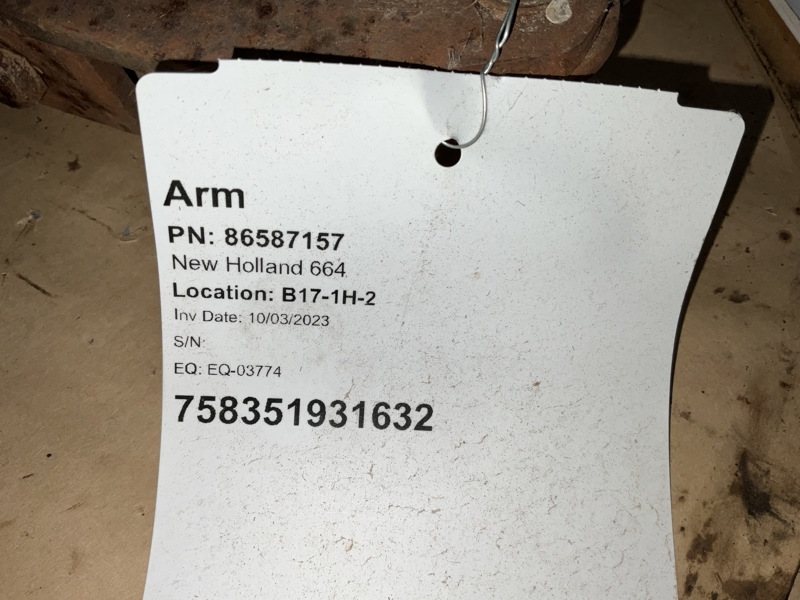 Arm
PN: 86587157
New Holland 664
Location: B17-1H-2
Inv Date: 10/03/2023
S/N:
EQ: EQ-03774
758351931632